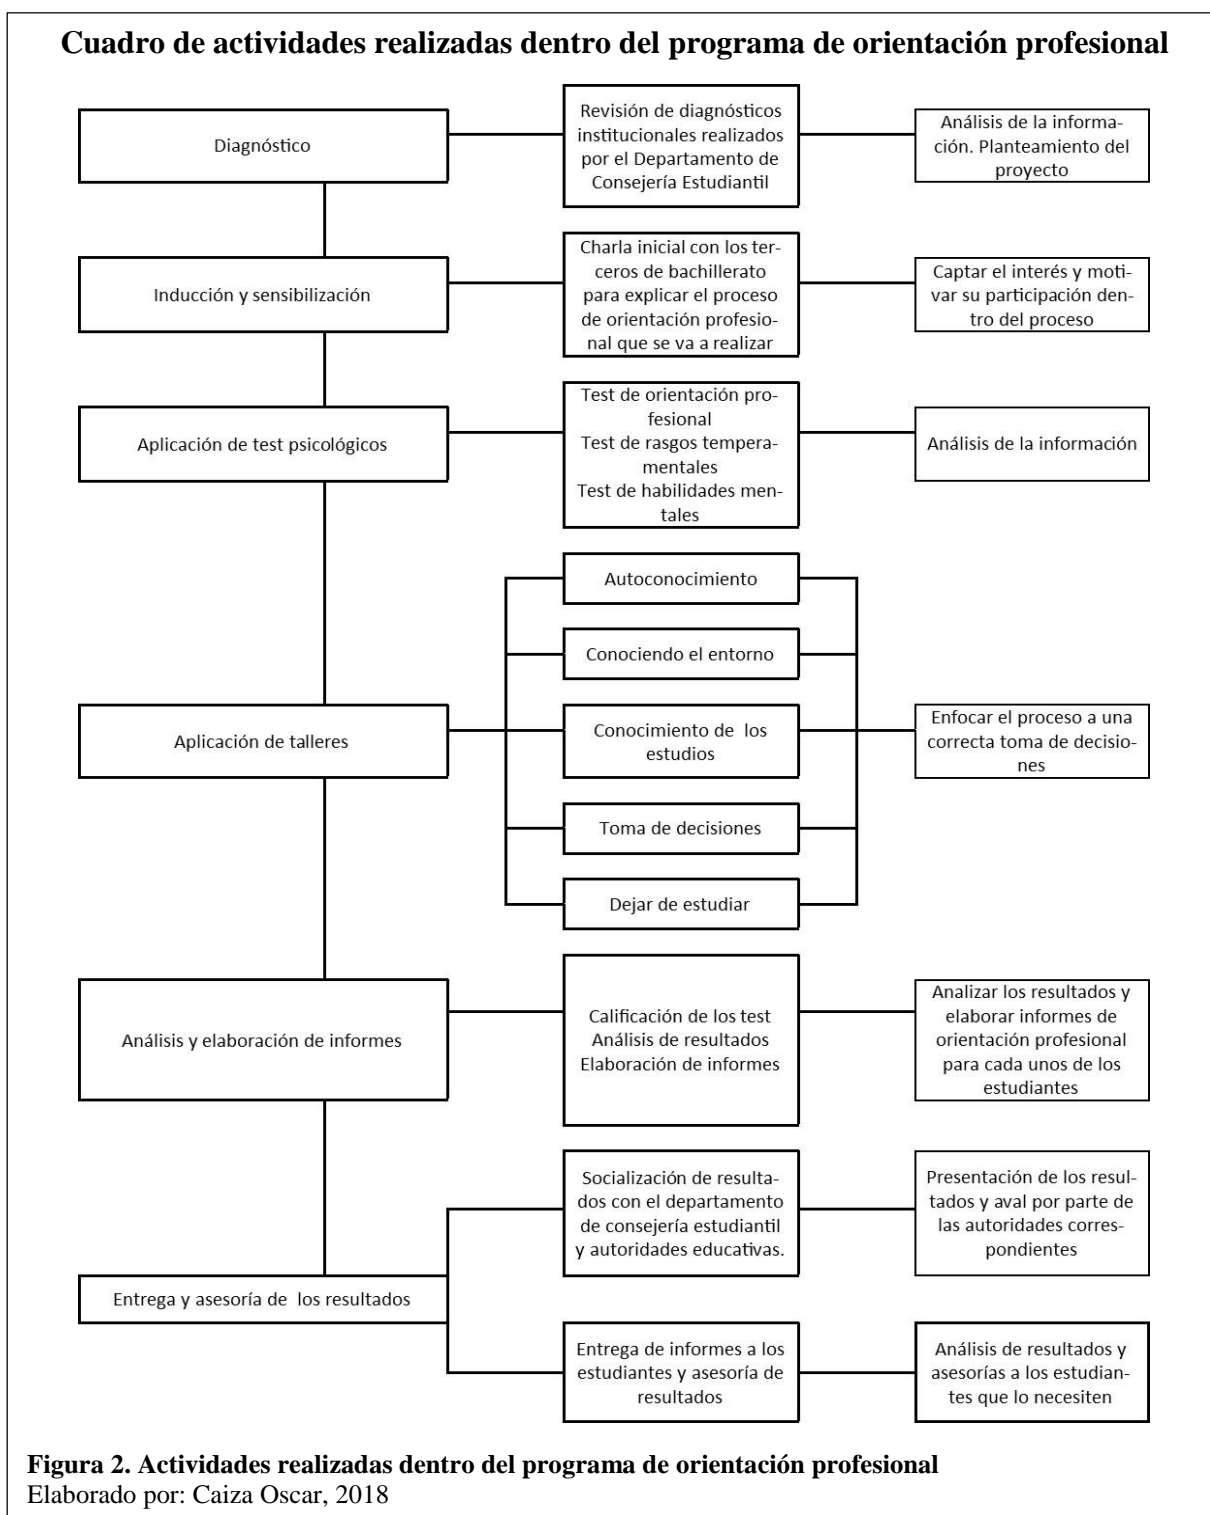 Cuadro de actividades realizadas dentro del programa de orientación profesional
Diagnóstico
Revisión de diagnósticos
institucionales realizados
por el Departamento de
Consejería Estudiantil
Análisis de la informa-
ción. Planteamiento del
proyecto
Inducción y sensibilización
Charla inicial con los ter-
ceros de bachillerato
para explicar el proceso
de orientación profesio-
nal que se va a realizar
Captar el interés y moti-
var su participación den-
tro del proceso
Aplicación de test psicológicos
Test de orientación pro-
fesional
Test de rasgos tempera-
mentales
Test de habilidades men-
tales
Análisis de la información
Aplicación de talleres
Autoconocimiento
Conociendo el entorno
Conocimiento de  los
estudios
Toma de decisiones
Dejar de estudiar
Enfocar el proceso a una
correcta toma de decisio-
nes
Análisis y elaboración de informes
Calificación de los test
Análisis de resultados
Elaboración de informes
Analizar los resultados y
elaborar informes de
orientación profesional
para cada unos de los
estudiantes
Entrega y asesoría de  los resultados
Socialización de resulta-
dos con el departamento
de consejería estudiantil
y autoridades educativas.
Presentación de los resul-
tados y aval por parte de
las autoridades corres-
pondientes
Entrega de informes a los
estudiantes y asesoría de
resultados
Análisis de resultados y
asesorías a los estudian-
tes que lo necesiten
Figura 2. Actividades realizadas dentro del programa de orientación profesional
Elaborado por: Caiza Oscar, 2018